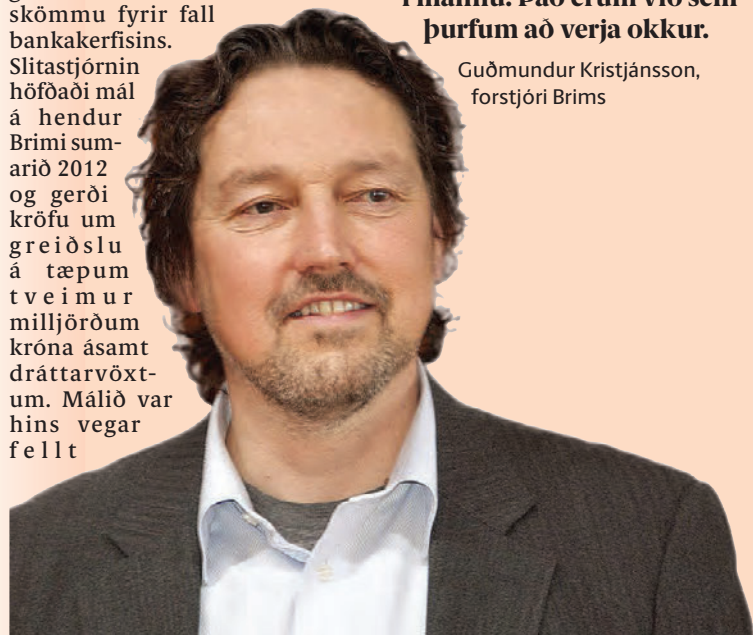 skömmu fyrir fall
bankakerfisins.
Slitastjórnin
höfðaði mál
á hendur
Brimi sum-
arið 2012
og gerði
kröfu um
greiðslu
á tæpum
tveimur
milljörðum
króna ásamt
dráttarvöxt-
um. Málið var
hins vegar
fellt
þurfum að verja okkur.
Guðmundur Kristjánsson,
forstjóri Brims